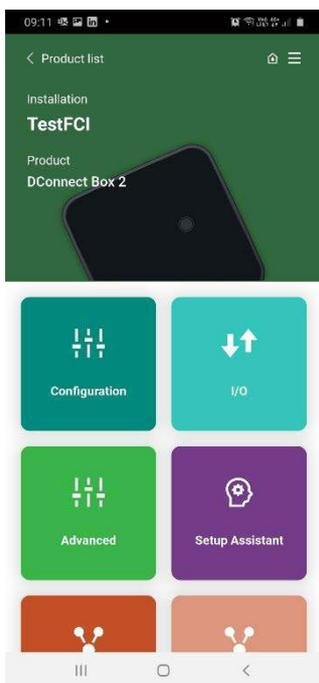 09:11
Product list
Installation
TestFCI
Product
DConnect Box 2
Configuration
I/O
Advanced
Setup Assistant